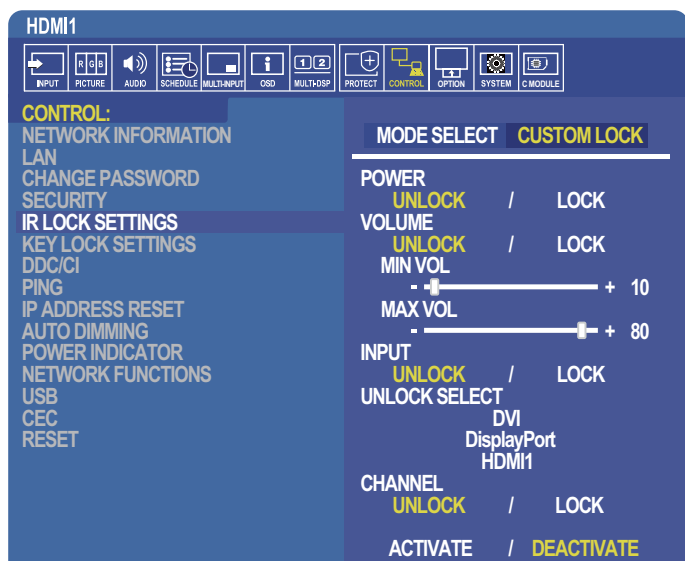 HDMI1
R G B
1 2
INPUT PICTURE AUDIO SCHEDULE MULTI-INPUT OSD MULTI-DSP PROTECT CONTROL OPTION SYSTEM C MODULE
CONTROL:
NETWORK INFORMATION
LAN
CHANGE PASSWORD
SECURITY
IR LOCK SETTINGS
KEY LOCK SETTINGS
DDC/CI
PING
IP ADDRESS RESET
AUTO DIMMING
POWER INDICATOR
NETWORK FUNCTIONS
USB
CEC
RESET
MODE SELECT CUSTOM LOCK
POWER
UNLOCK / LOCK
VOLUME
UNLOCK / LOCK
MIN VOL
- + 10
MAX VOL
- + 80
INPUT
UNLOCK / LOCK
UNLOCK SELECT
DVI
DisplayPort
HDMI1
CHANNEL
UNLOCK / LOCK
ACTIVATE / DEACTIVATE